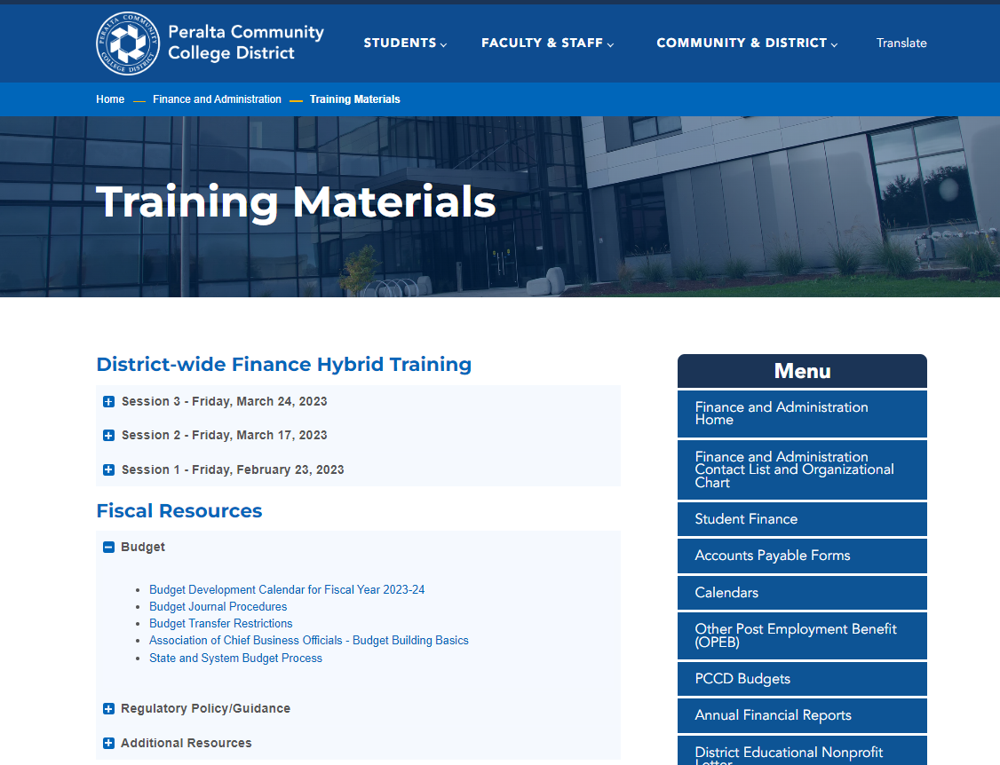 PERALTA COMMUNITY COLLEGE DISTRICT
Peralta Community
College District
STUDENTS
FACULTY & STAFF
COMMUNITY & DISTRICT
Translate
Home
Finance and Administration
Training Materials
Training Materials
District-wide Finance Hybrid Training
Session 3 - Friday, March 24, 2023
Session 2 - Friday, March 17, 2023
Session 1 - Friday, February 23, 2023
Fiscal Resources
Budget
Budget Development Calendar for Fiscal Year 2023-24
Budget Journal Procedures
Budget Transfer Restrictions
Association of Chief Business Officials - Budget Building Basics
State and System Budget Process
Regulatory Policy/Guidance
Additional Resources
Menu
Finance and Administration
Home
Finance and Administration
Contact List and Organizational
Chart
Student Finance
Accounts Payable Forms
Calendars
Other Post Employment Benefit
(OPEB)
PCCD Budgets
Annual Financial Reports
District Educational Nonprofit
Letter